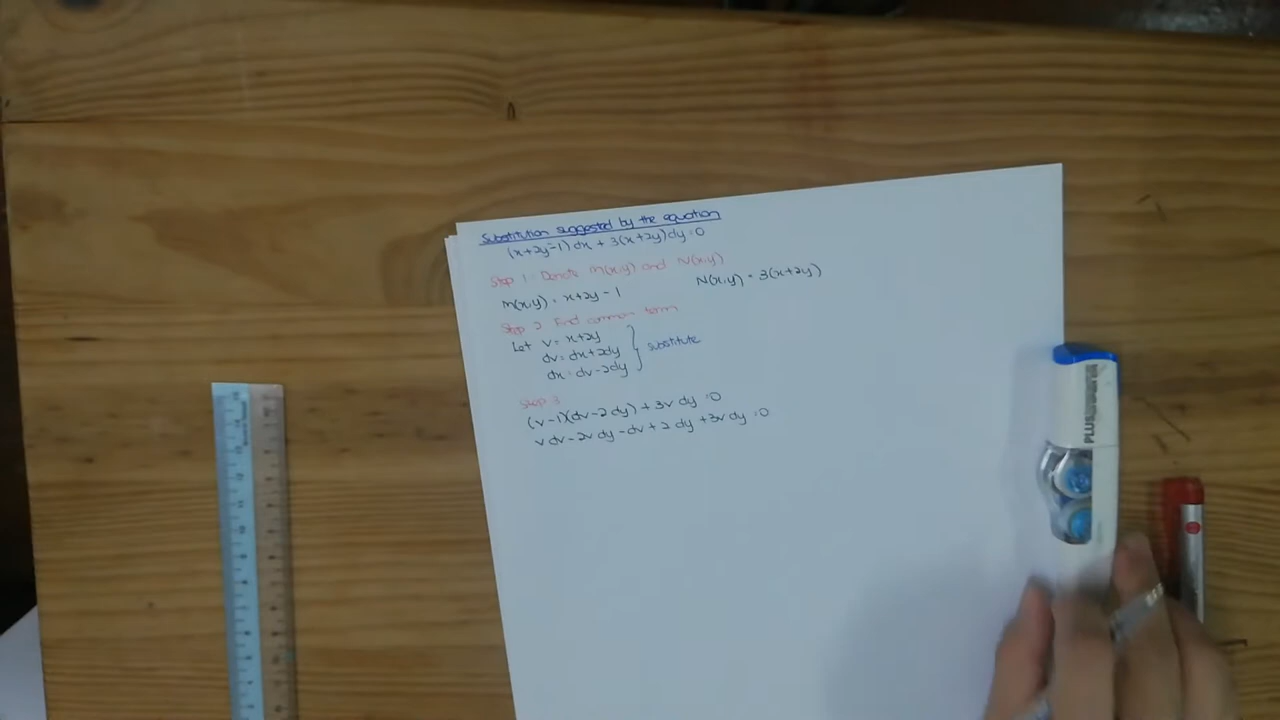 Substitution suggested by the equation
(x+2y-1)dx + 3(x+2y)dy = 0
Step 1: Denote M(x,y) and N(x,y)
M(x,y) = x+2y-1 N(x,y) = 3(x+2y)
Step 2 Find common term
Let v = x+2y
dv = dx+2dy
dx = dv-2dy
substitute
Step 3
(v-1)(dv-2dy) + 3v dy = 0
v dv - 2v dy - dv + 2 dy + 3v dy = 0
PLUS